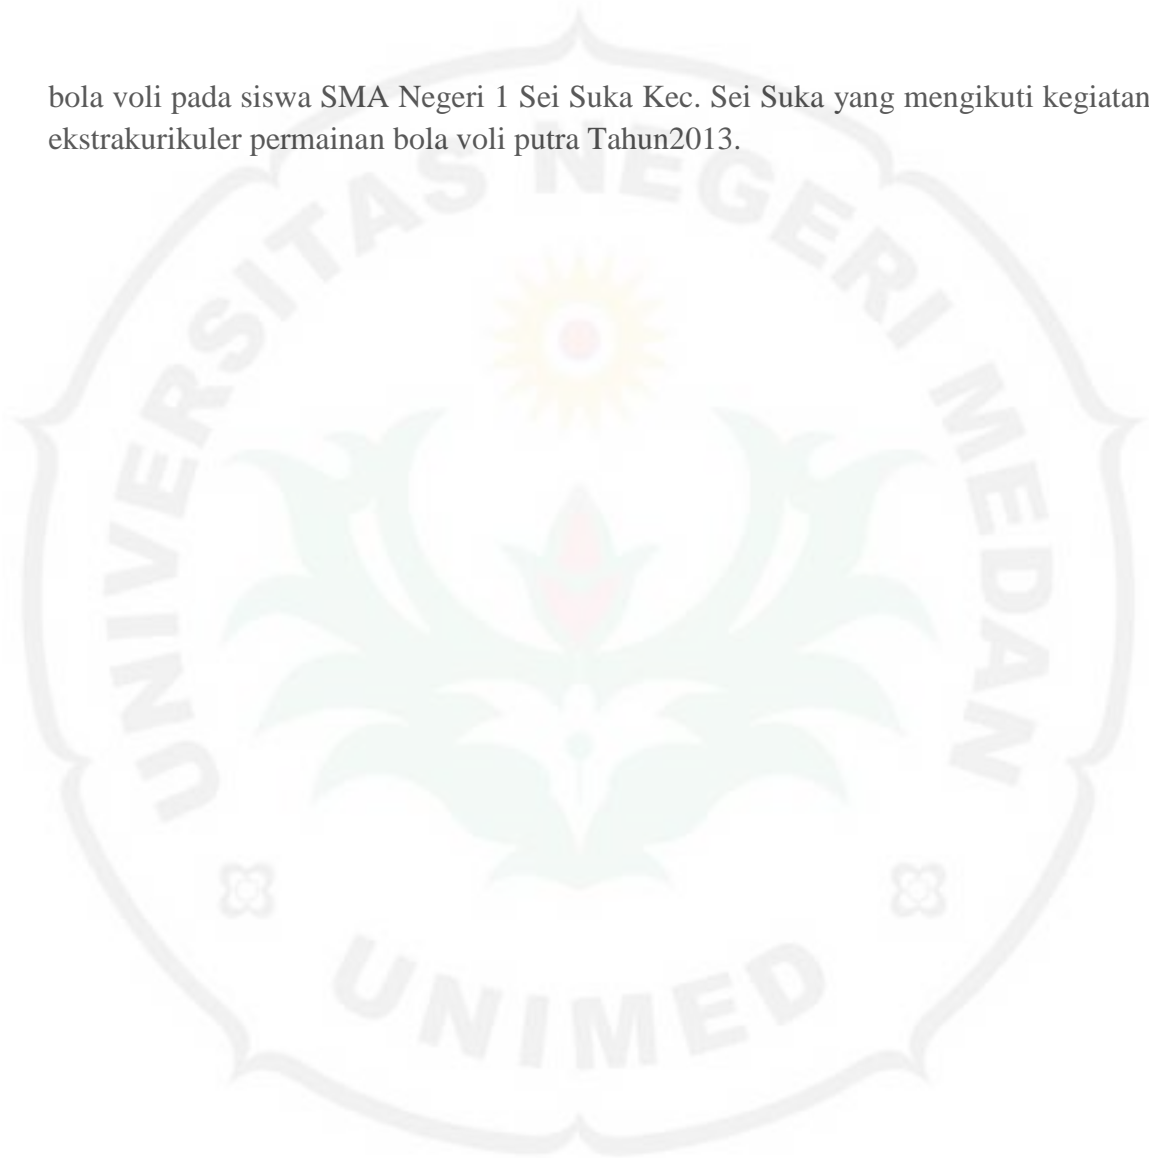 bola voli pada siswa SMA Negeri 1 Sei Suka Kec. Sei Suka yang mengikuti kegiatan
ekstrakurikuler permainan bola voli putra Tahun2013.
UNIVERSITAS NEGERI MEDAN
UNIMED